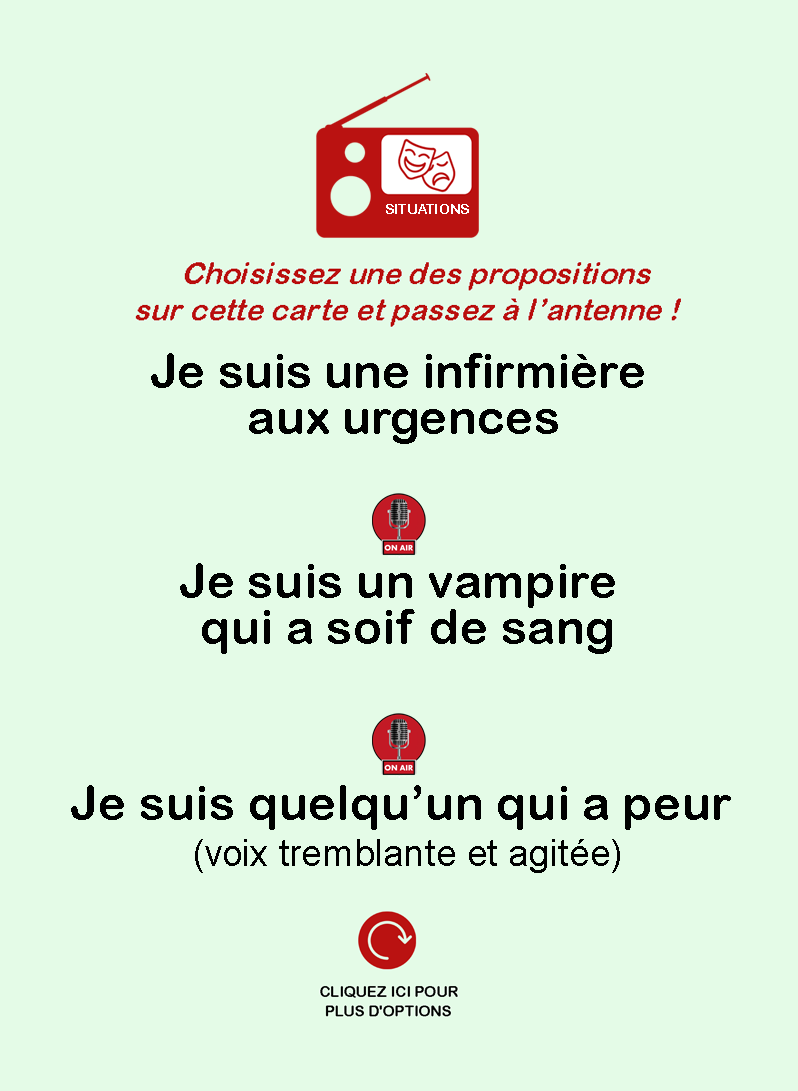 SITUATIONS
Choisissez une des propositions
sur cette carte et passez à l’antenne !
Je suis une infirmière
aux urgences
ON AIR
Je suis un vampire
qui a soif de sang
ON AIR
Je suis quelqu’un qui a peur
(voix tremblante et agitée)
CLIQUEZ ICI POUR
PLUS D'OPTIONS